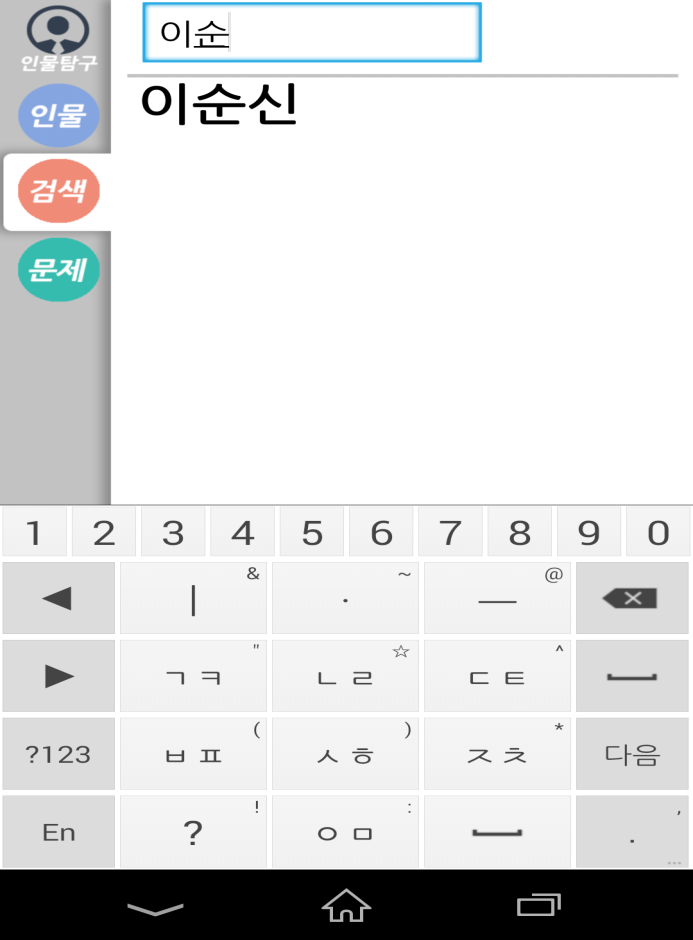 이순
인물탐구
이순신
인물
검색
문제
1 2 3 4 5 6 7 8 9 0
ㅣ & · ~ ㅡ @
ㄱㅋ " ㄴㄹ ☆ ㄷㅌ ^
?123 ㅂㅍ ( ㅅㅎ ) ㅈㅊ * 다음
En ? ! ㅇㅁ : . , ...